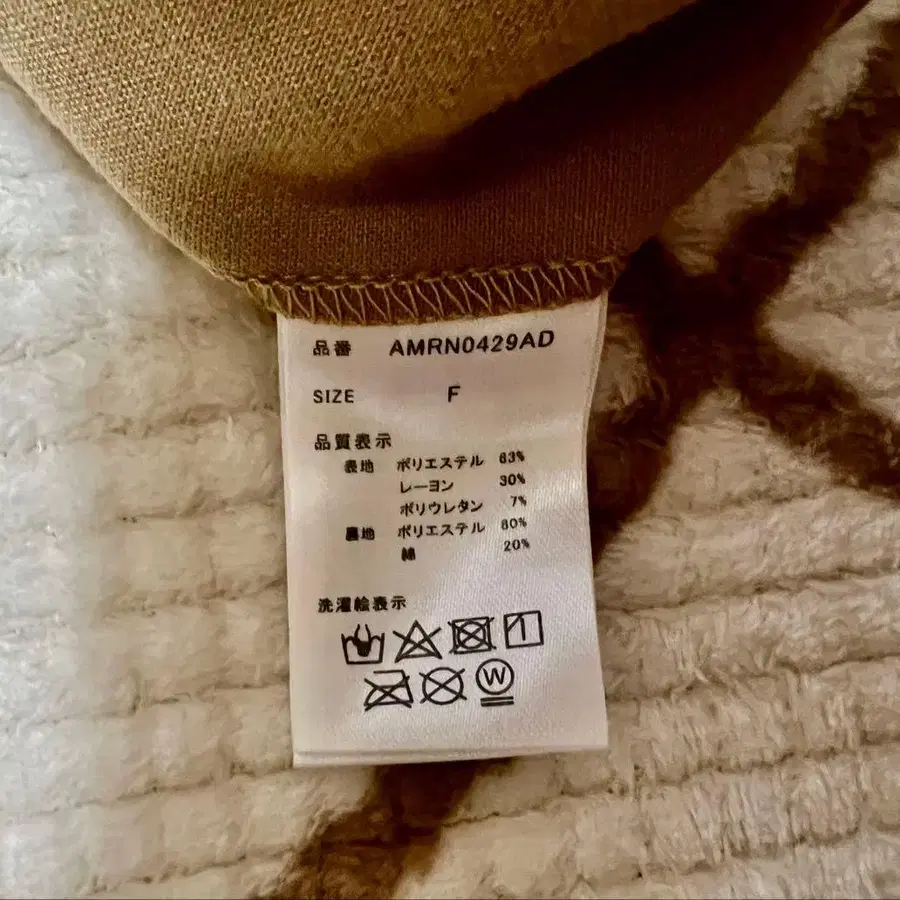 品番 AMRN0429AD
SIZE F
品質表示
表地 ポリエステル 63%
レーヨン 30%
ポリウレタン 7%
裏地 ポリエステル 80%
綿 20%
洗濯絵表示
W